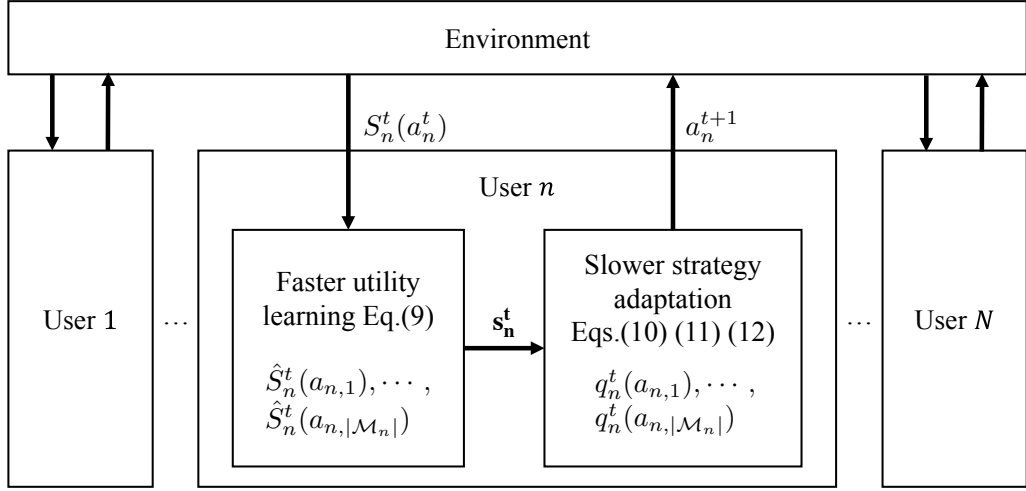 Environment
S_n^t(a_n^t)
a_n^{t+1}
User n
Faster utility
learning Eq.(9)
Ŝ_n^t(a_{n,1}), ⋯ ,
Ŝ_n^t(a_{n,|ℳ_n|})
s_n^t
Slower strategy
adaptation
Eqs.(10) (11) (12)
q_n^t(a_{n,1}), ⋯ ,
q_n^t(a_{n,|ℳ_n|})
User 1
...
...
User N